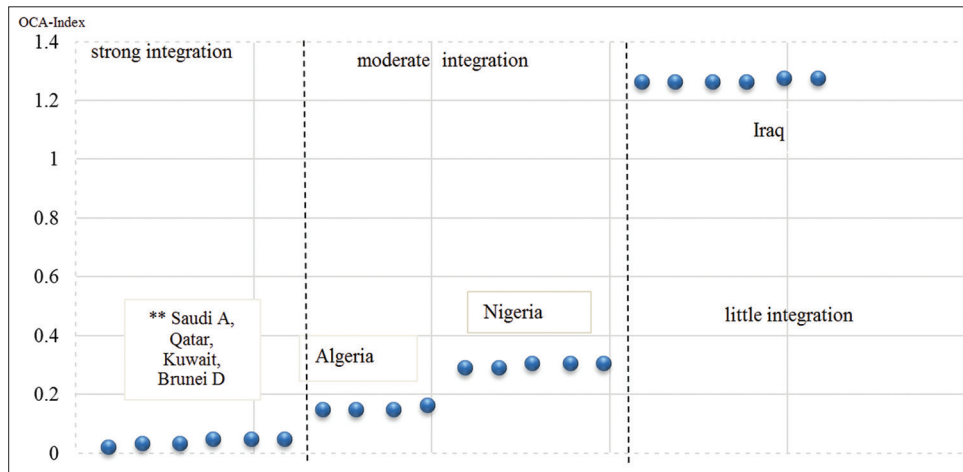 OCA-Index
1.4
strong integration
moderate integration
1.2
Iraq
1
0.8
0.6
** Saudi A,
Qatar,
Kuwait,
Brunei D
Nigeria
little integration
0.4
Algeria
0.2
0